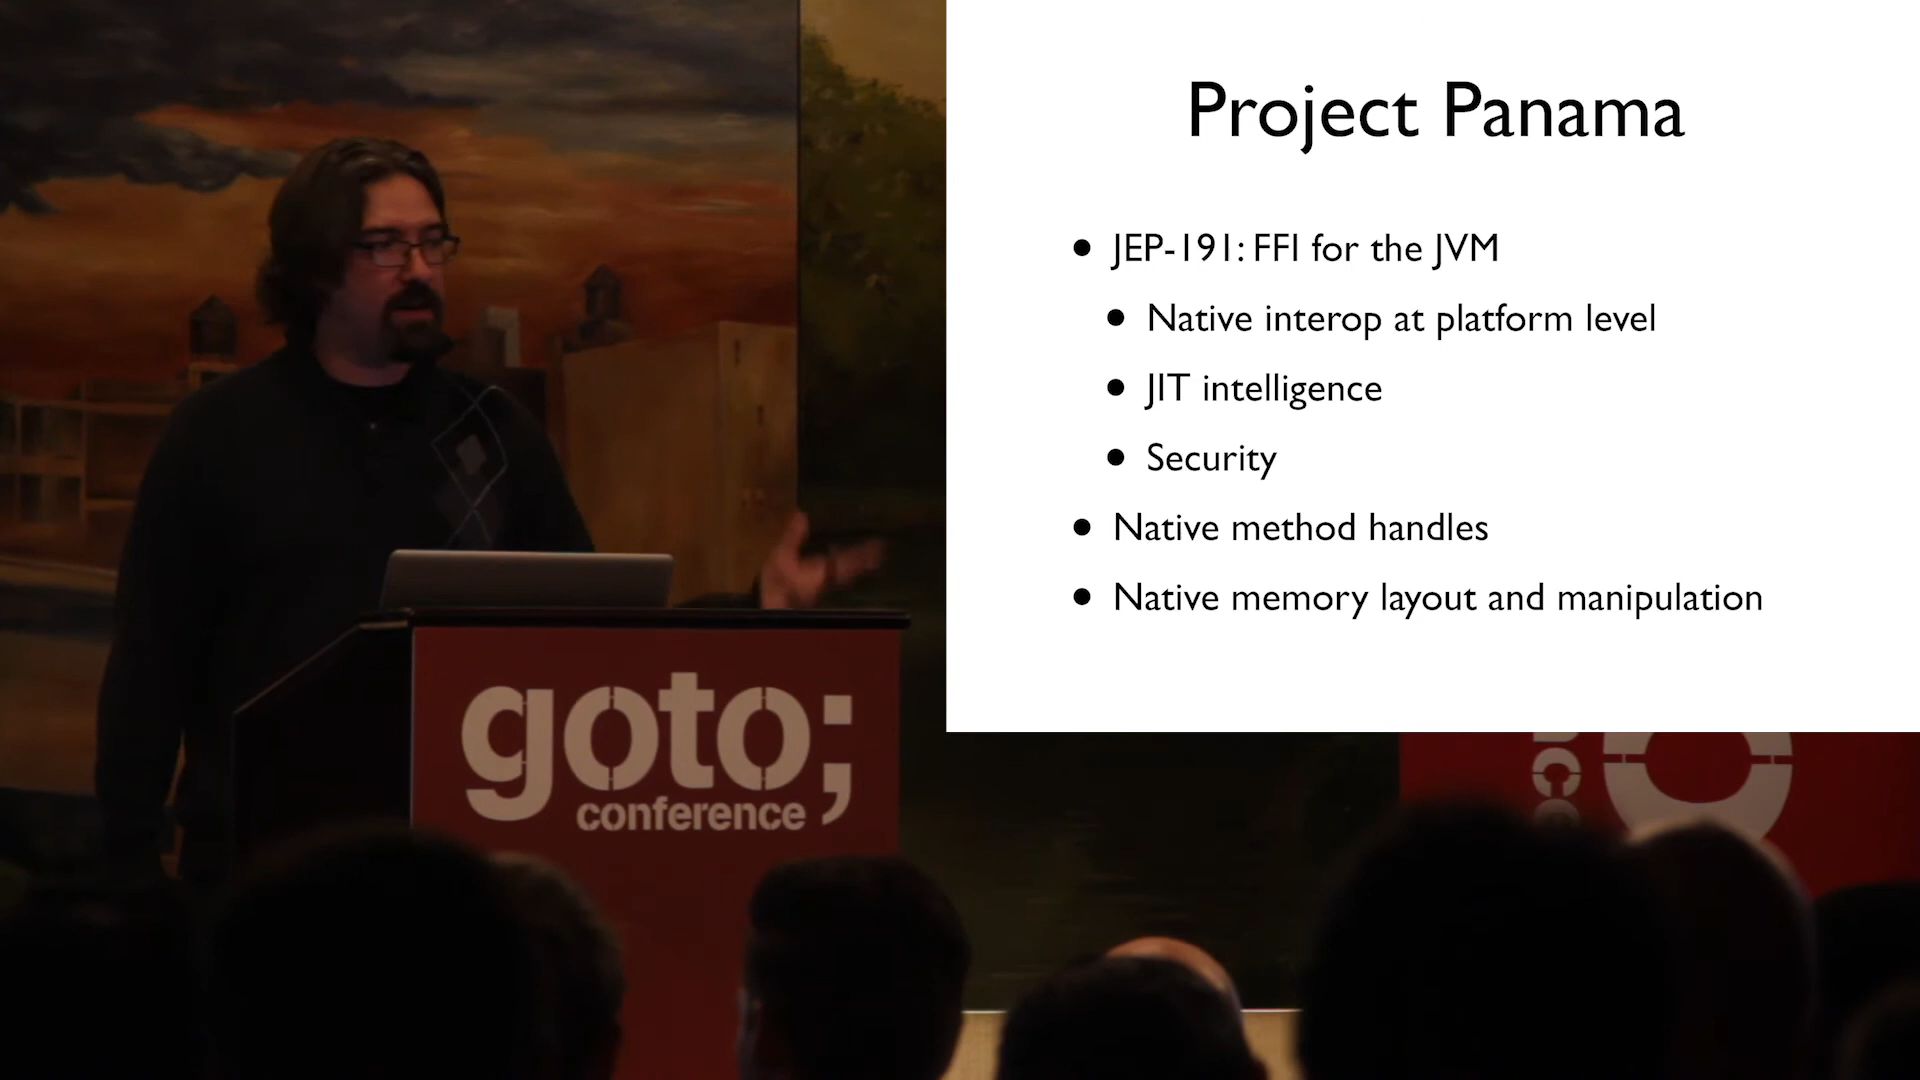 Project Panama
• JEP-191: FFI for the JVM
• Native interop at platform level
• JIT intelligence
• Security
• Native method handles
• Native memory layout and manipulation
goto;
conference